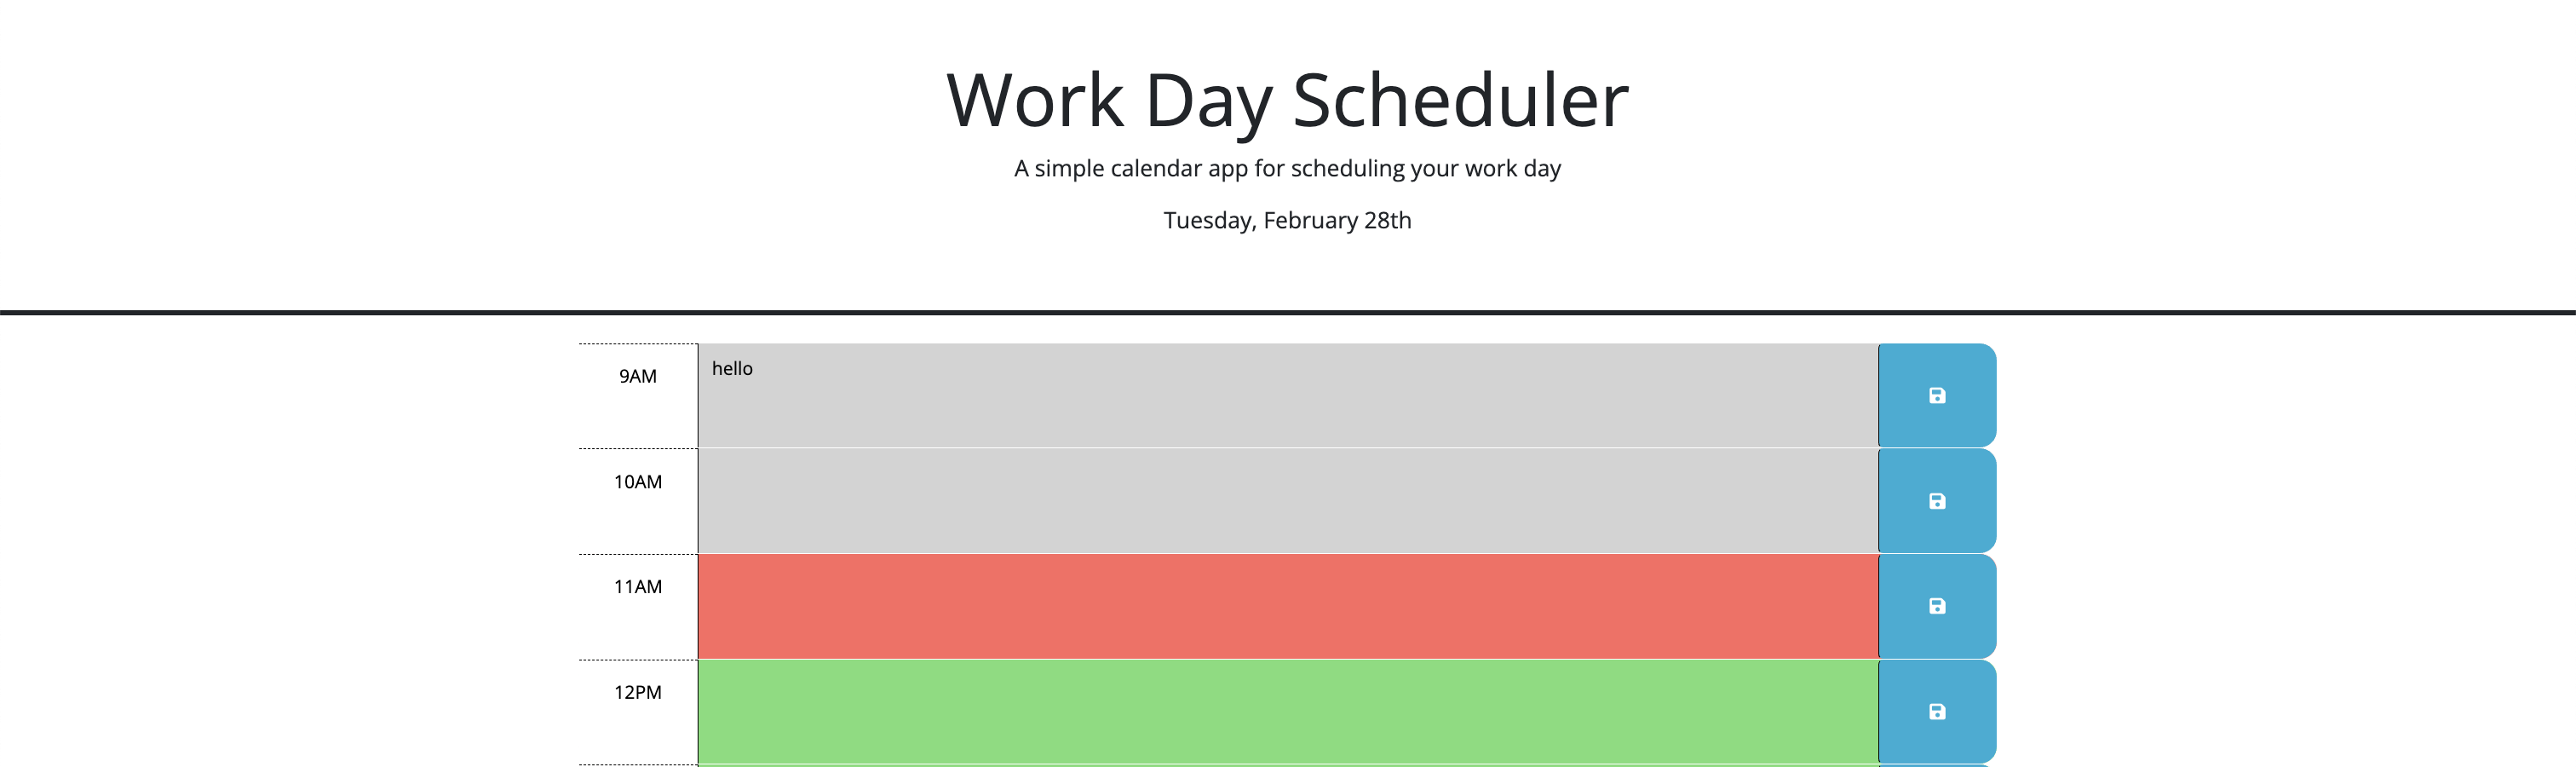 Work Day Scheduler
A simple calendar app for scheduling your work day
Tuesday, February 28th
9AM
hello
10AM
11AM
12PM